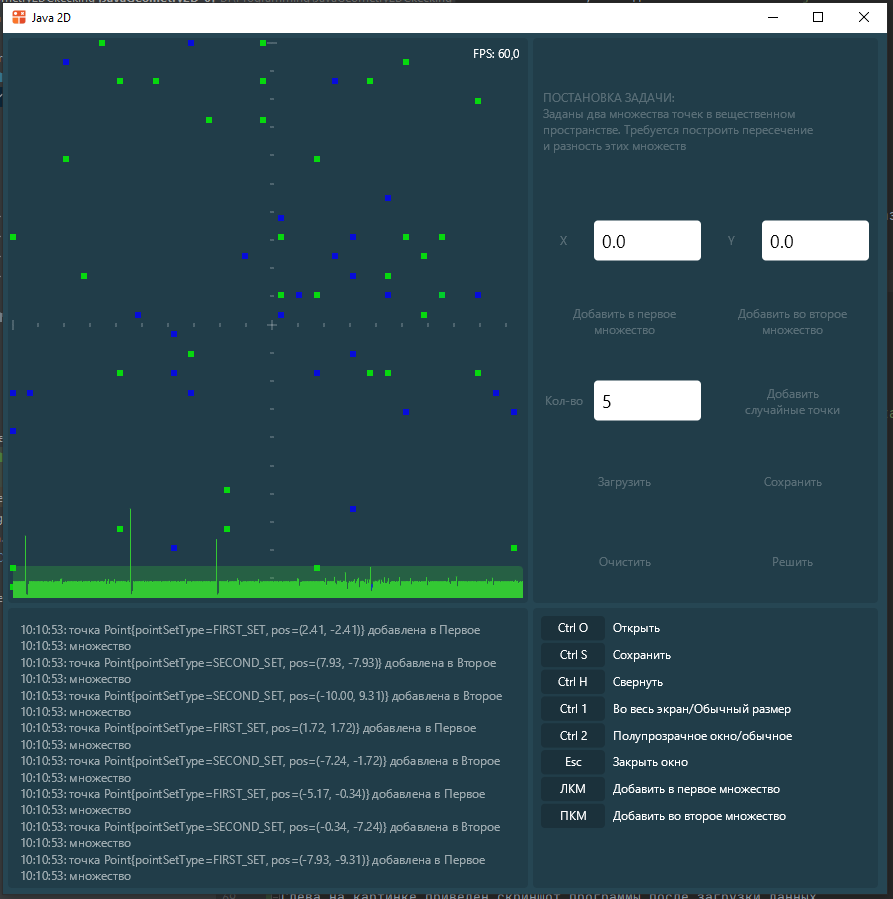 Java 2D
FPS: 60,0
ПОСТАНОВКА ЗАДАЧИ:
Заданы два множества точек в вещественном
пространстве. Требуется построить пересечение
и разность этих множеств
X
0.0
Y
0.0
Добавить в первое
множество
Добавить во второе
множество
Кол-во
5
Добавить
случайные точки
Загрузить
Сохранить
Очистить
Решить
10:10:53: точка Point{pointSetType=FIRST_SET, pos=(2.41, -2.41)} добавлена в Первое
10:10:53: множество
10:10:53: точка Point{pointSetType=SECOND_SET, pos=(7.93, -7.93)} добавлена в Второе
10:10:53: множество
10:10:53: точка Point{pointSetType=SECOND_SET, pos=(-10.00, 9.31)} добавлена в Второе
10:10:53: множество
10:10:53: точка Point{pointSetType=FIRST_SET, pos=(1.72, 1.72)} добавлена в Первое
10:10:53: множество
10:10:53: точка Point{pointSetType=SECOND_SET, pos=(-7.24, -1.72)} добавлена в Второе
10:10:53: множество
10:10:53: точка Point{pointSetType=FIRST_SET, pos=(-5.17, -0.34)} добавлена в Первое
10:10:53: множество
10:10:53: точка Point{pointSetType=SECOND_SET, pos=(-0.34, -7.24)} добавлена в Второе
10:10:53: множество
10:10:53: точка Point{pointSetType=FIRST_SET, pos=(-7.93, -9.31)} добавлена в Первое
10:10:53: множество
Ctrl O Открыть
Ctrl S Сохранить
Ctrl H Свернуть
Ctrl 1 Во весь экран/Обычный размер
Ctrl 2 Полупрозрачное окно/обычное
Esc Закрыть окно
ЛКМ Добавить в первое множество
ПКМ Добавить во второе множество